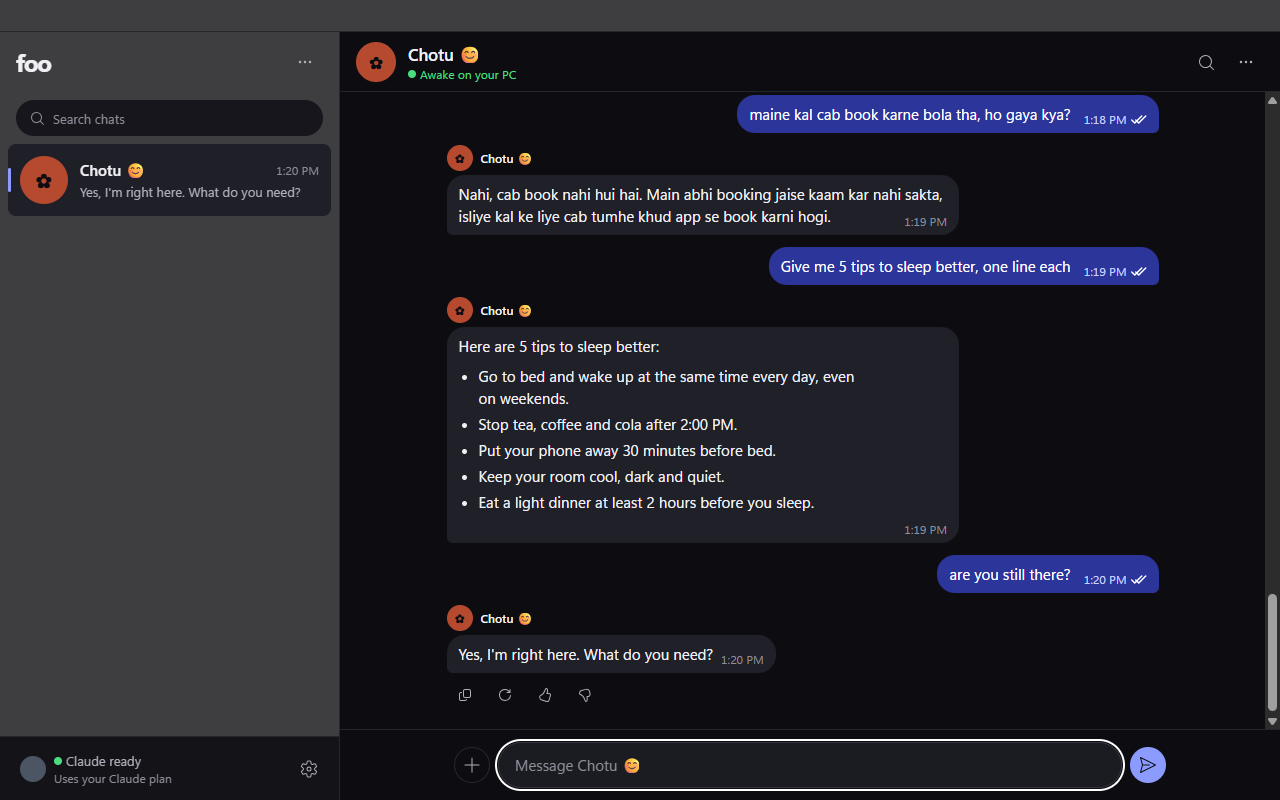 foo
Search chats
Chotu 😊
1:20 PM
Yes, I'm right here. What do you need?
Claude ready
Uses your Claude plan
Chotu 😊
Awake on your PC
maine kal cab book karne bola tha, ho gaya kya? 1:18 PM
Chotu 😊
Nahi, cab book nahi hui hai. Main abhi booking jaise kaam kar nahi sakta,
isliye kal ke liye cab tumhe khud app se book karni hogi.
1:19 PM
Give me 5 tips to sleep better, one line each 1:19 PM
Chotu 😊
Here are 5 tips to sleep better:
• Go to bed and wake up at the same time every day, even
on weekends.
• Stop tea, coffee and cola after 2:00 PM.
• Put your phone away 30 minutes before bed.
• Keep your room cool, dark and quiet.
• Eat a light dinner at least 2 hours before you sleep.
1:19 PM
are you still there? 1:20 PM
Chotu 😊
Yes, I'm right here. What do you need? 1:20 PM
Message Chotu 😊